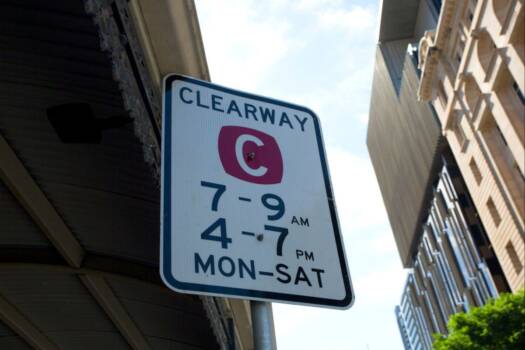 CLEARWAY
C
7-9 AM
4-7 PM
MON-SAT